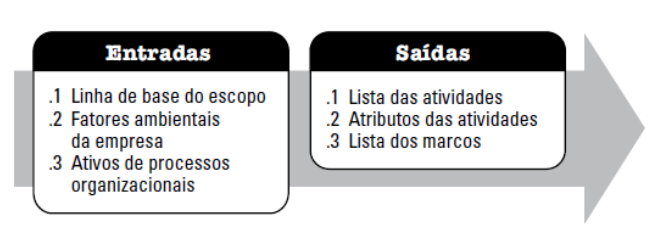 Entradas
.1 Linha de base do escopo
.2 Fatores ambientais
da empresa
.3 Ativos de processos
organizacionais
Saídas
.1 Lista das atividades
.2 Atributos das atividades
.3 Lista dos marcos